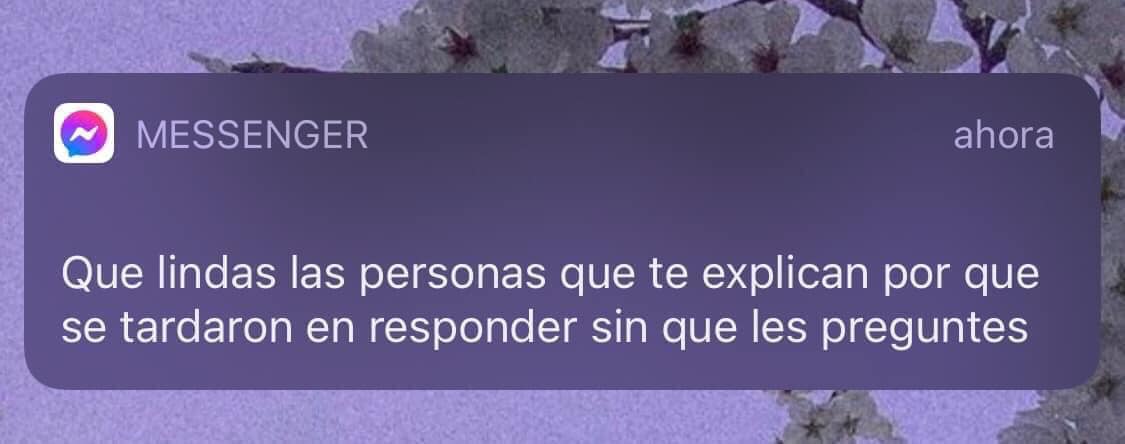 MESSENGER ahora
Que lindas las personas que te explican por que
se tardaron en responder sin que les preguntes